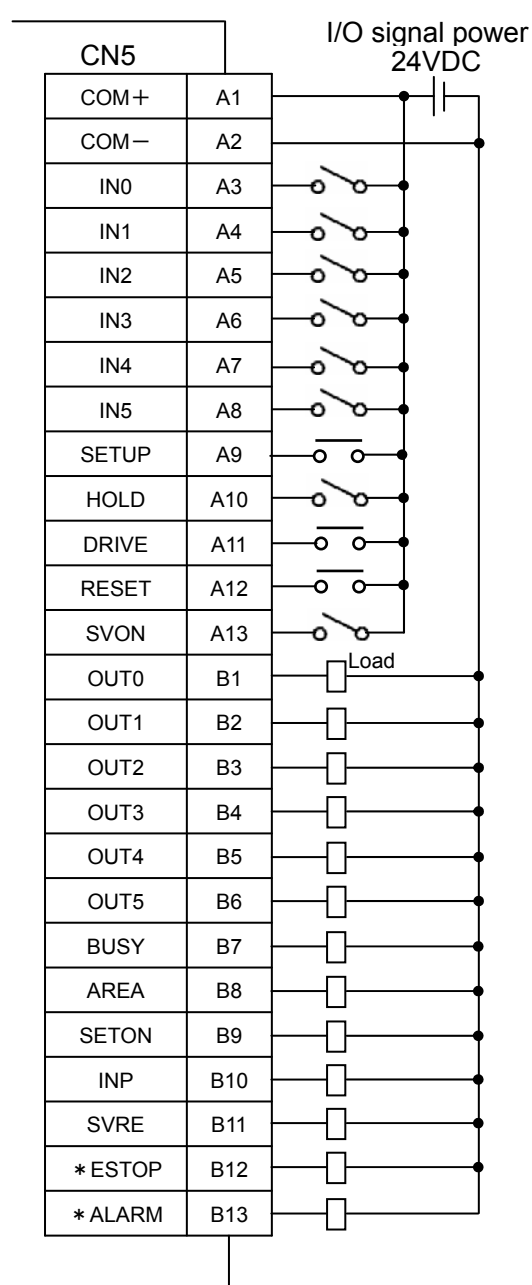 I/O signal power
24VDC
CN5
COM＋ A1
COM－ A2
IN0 A3
IN1 A4
IN2 A5
IN3 A6
IN4 A7
IN5 A8
SETUP A9
HOLD A10
DRIVE A11
RESET A12
SVON A13
OUT0 B1 Load
OUT1 B2
OUT2 B3
OUT3 B4
OUT4 B5
OUT5 B6
BUSY B7
AREA B8
SETON B9
INP B10
SVRE B11
＊ESTOP B12
＊ALARM B13